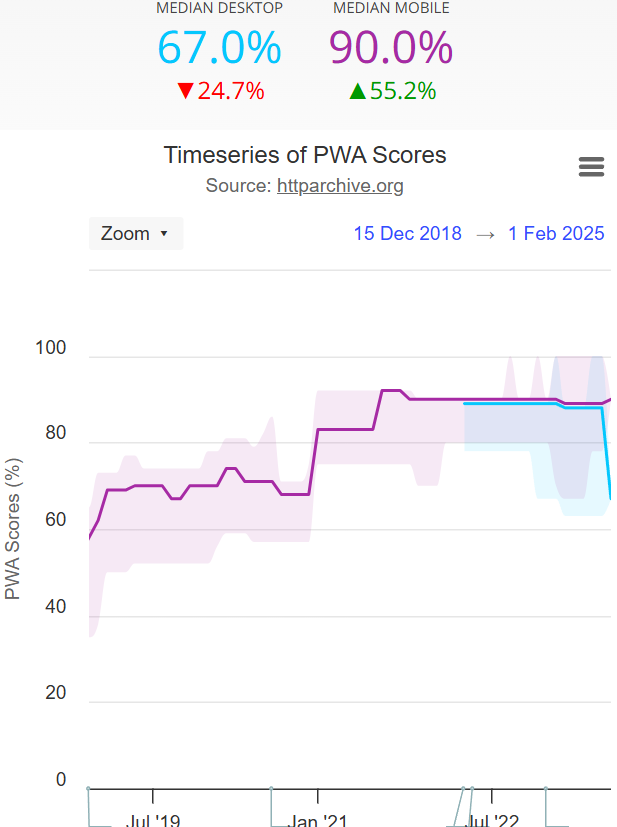 MEDIAN DESKTOP
67.0%
▼24.7%
MEDIAN MOBILE
90.0%
▲55.2%
Timeseries of PWA Scores
Source: httparchive.org
Zoom ▼
15 Dec 2018 → 1 Feb 2025
PWA Scores (%)
100
80
60
40
20
0
Jul '19
Jan '21
Jul '22